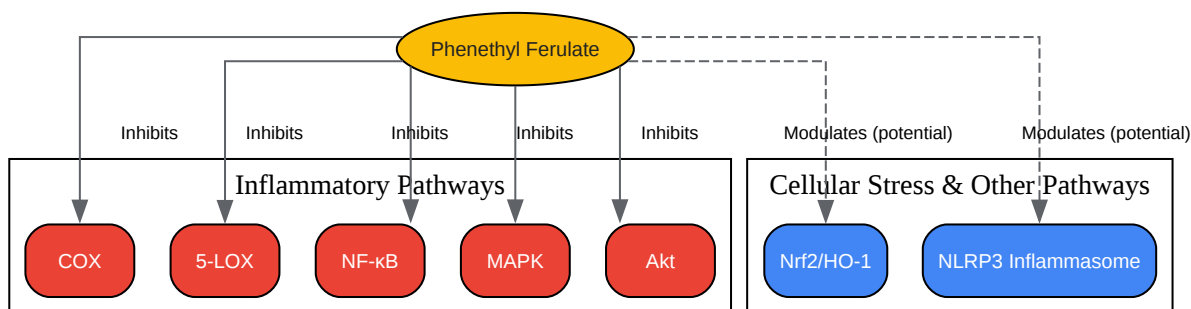 Phenethyl Ferulate
Inhibits
Inhibits
Inhibits
Inhibits
Inhibits
Modulates (potential)
Modulates (potential)
Inflammatory Pathways
Cellular Stress & Other Pathways
COX
5-LOX
NF-κB
MAPK
Akt
Nrf2/HO-1
NLRP3 Inflammasome